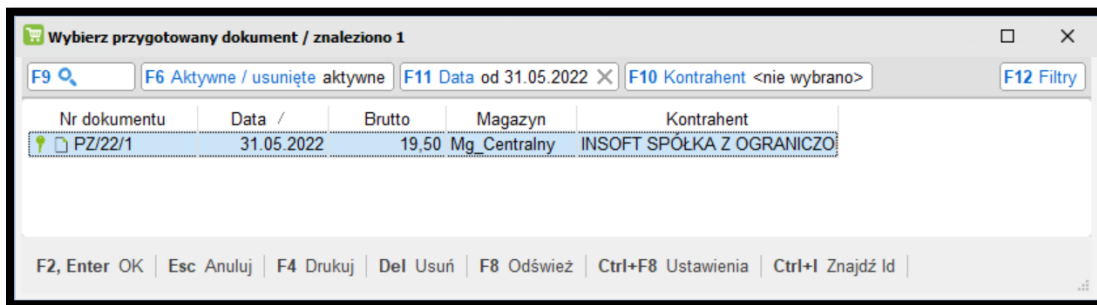 Wybierz przygotowany dokument / znaleziono 1
F9 F6 Aktywne / usunięte aktywne F11 Data od 31.05.2022 F10 Kontrahent <nie wybrano> F12 Filtry
Nr dokumentu Data / Brutto Magazyn Kontrahent
PZ/22/1 31.05.2022 19,50 Mg_Centralny INSOFT SPÓŁKA Z OGRANICZO
F2, Enter OK | Esc Anuluj | F4 Drukuj | Del Usuń | F8 Odśwież | Ctrl+F8 Ustawienia | Ctrl+I Znajdź Id |